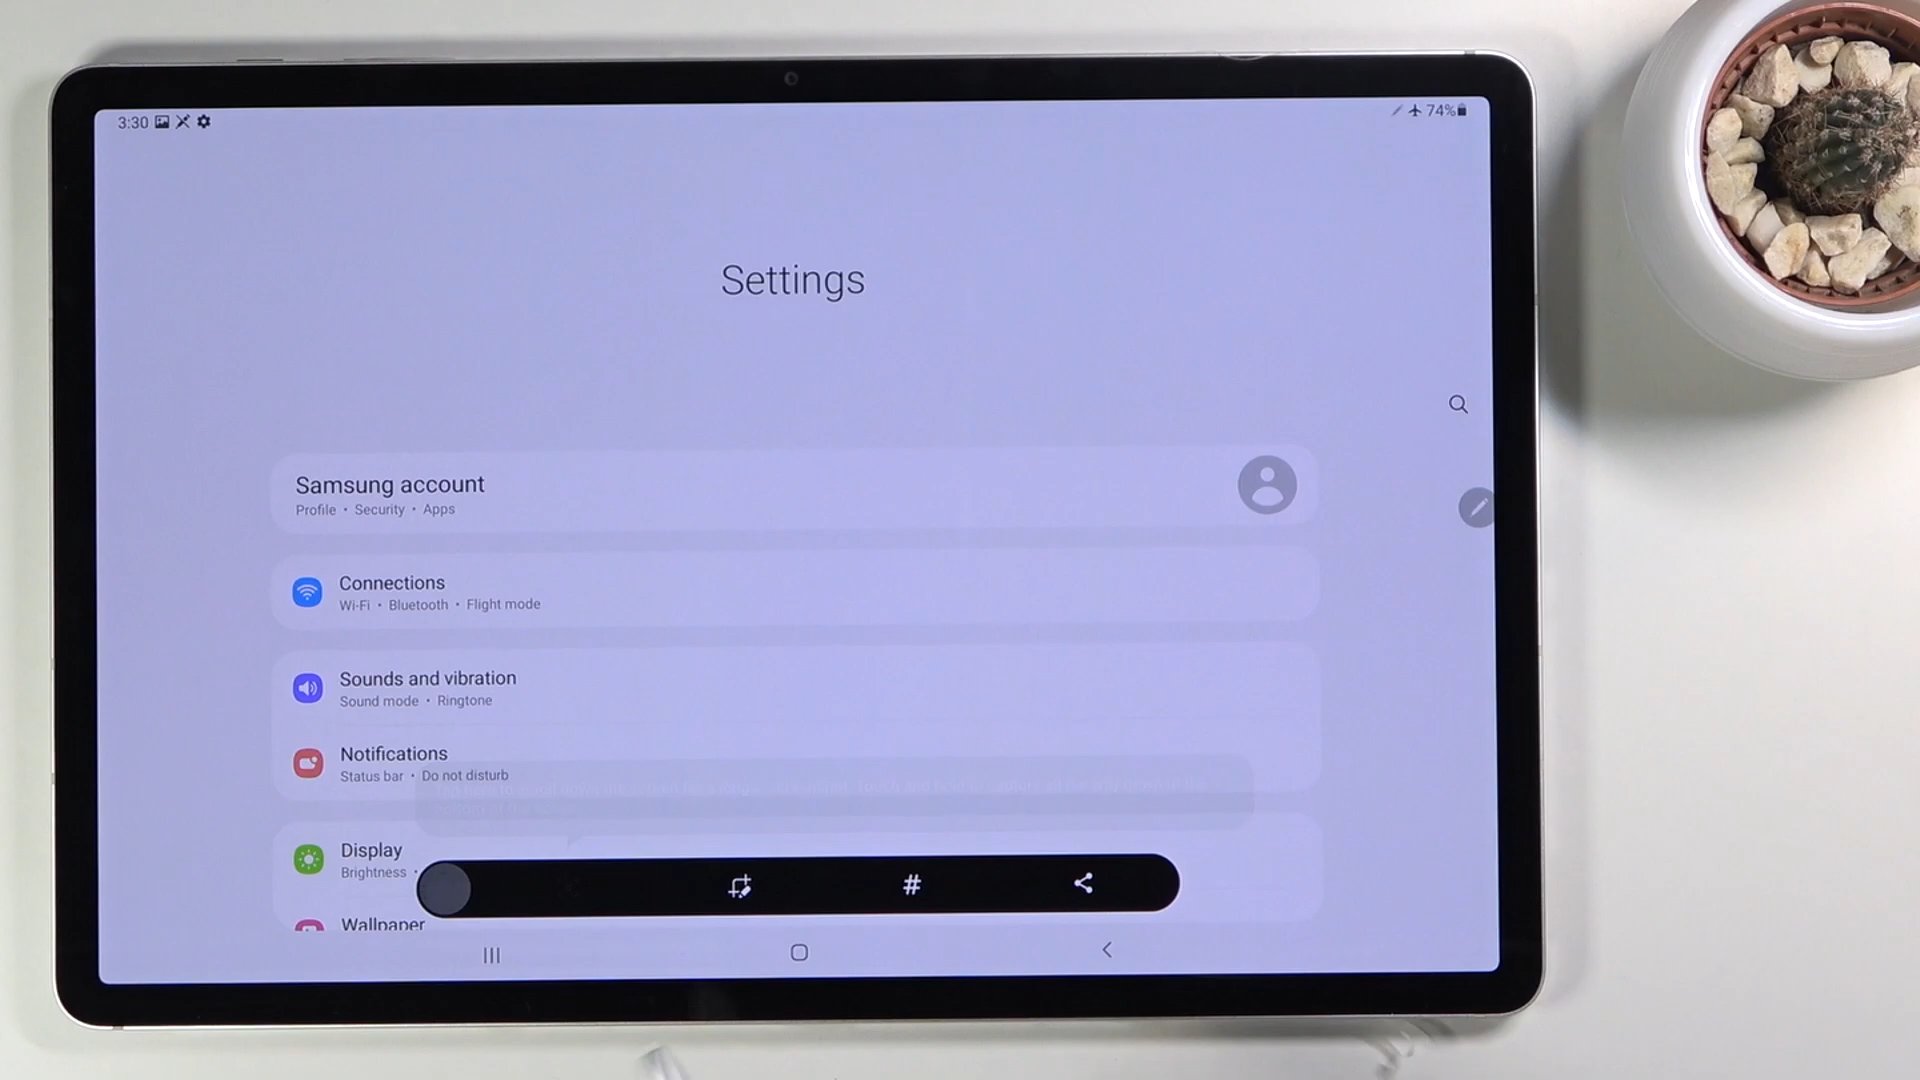 3:30
74%
Settings
Samsung account
Profile • Security • Apps
Connections
Wi-Fi • Bluetooth • Flight mode
Sounds and vibration
Sound mode • Ringtone
Notifications
Status bar • Do not disturb
Display
Brightness •
Wallpaper
#